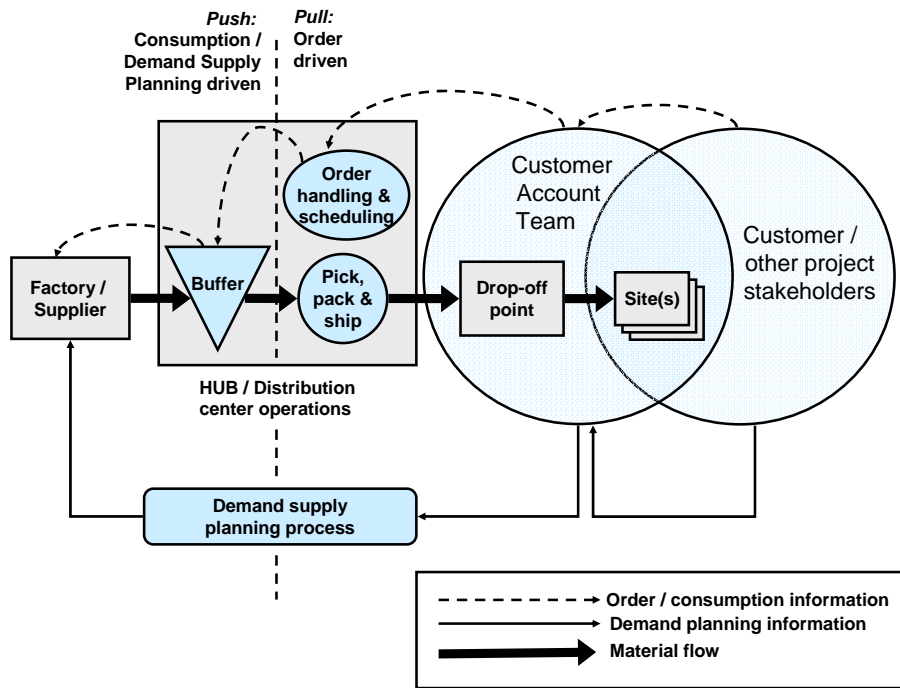 Push:
Consumption /
Demand Supply
Planning driven
Pull:
Order
driven
Order
handling &
scheduling
Customer
Account
Team
Customer /
other project
stakeholders
Factory /
Supplier
Buffer
Pick,
pack &
ship
Drop-off
point
Site(s)
HUB / Distribution
center operations
Demand supply
planning process
Order / consumption information
Demand planning information
Material flow